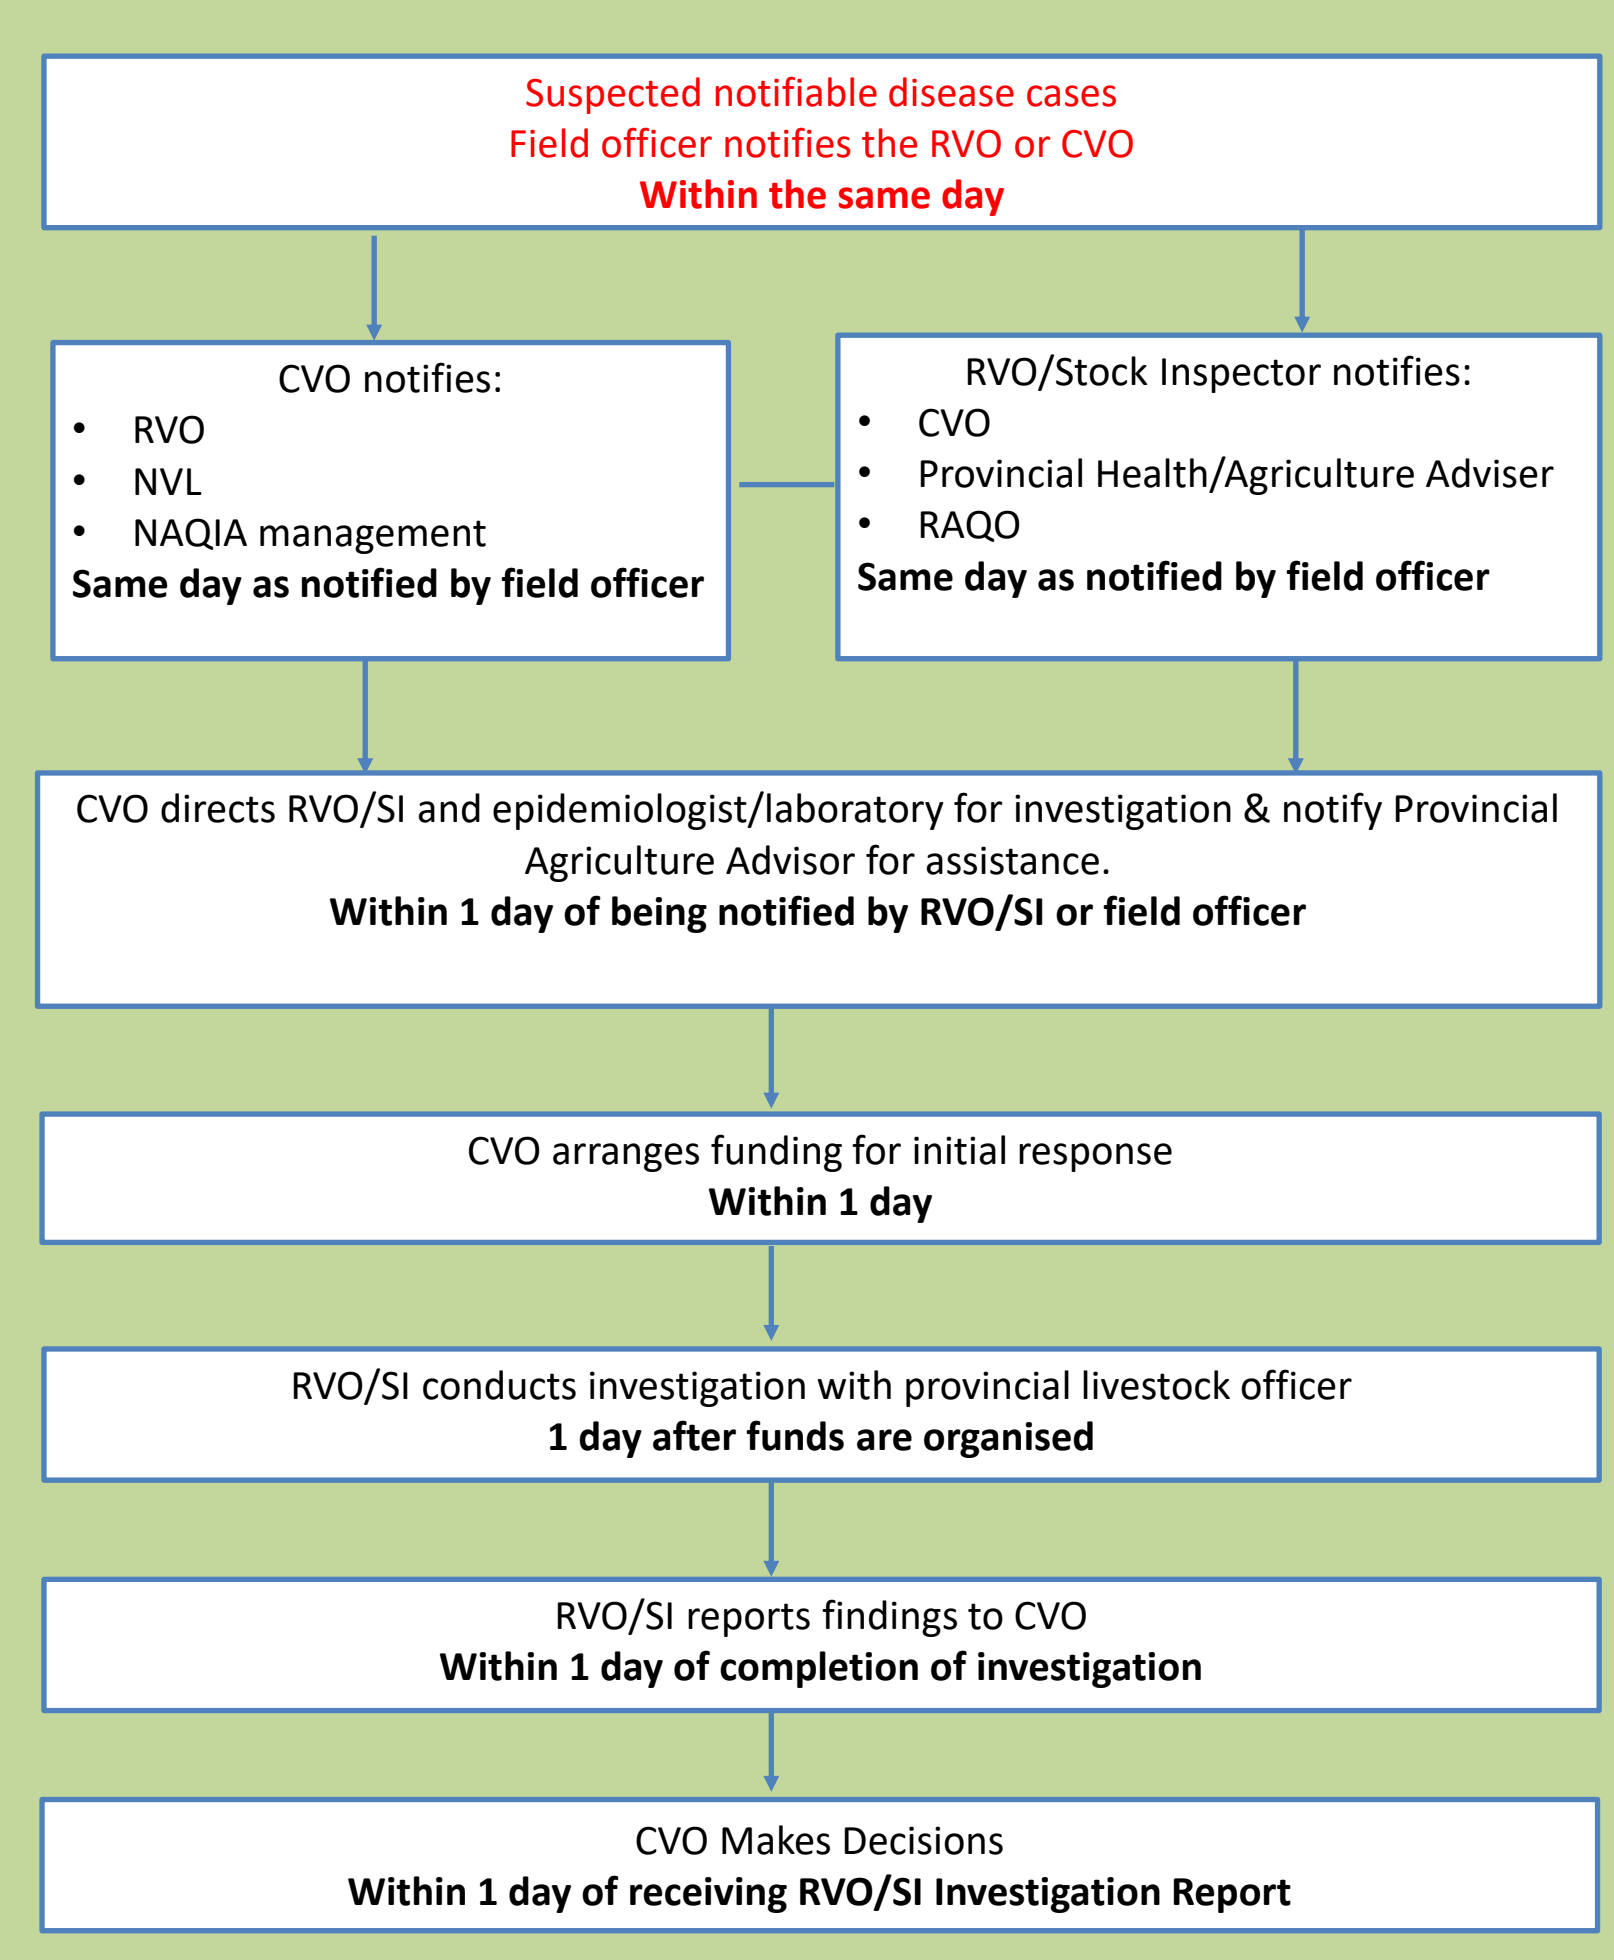 Suspected notifiable disease cases
Field officer notifies the RVO or CVO
Within the same day
CVO notifies:
• RVO
• NVL
• NAQIA management
Same day as notified by field officer
RVO/Stock Inspector notifies:
• CVO
• Provincial Health/Agriculture Adviser
• RAQO
Same day as notified by field officer
CVO directs RVO/SI and epidemiologist/laboratory for investigation & notify Provincial
Agriculture Advisor for assistance.
Within 1 day of being notified by RVO/SI or field officer
CVO arranges funding for initial response
Within 1 day
RVO/SI conducts investigation with provincial livestock officer
1 day after funds are organised
RVO/SI reports findings to CVO
Within 1 day of completion of investigation
CVO Makes Decisions
Within 1 day of receiving RVO/SI Investigation Report